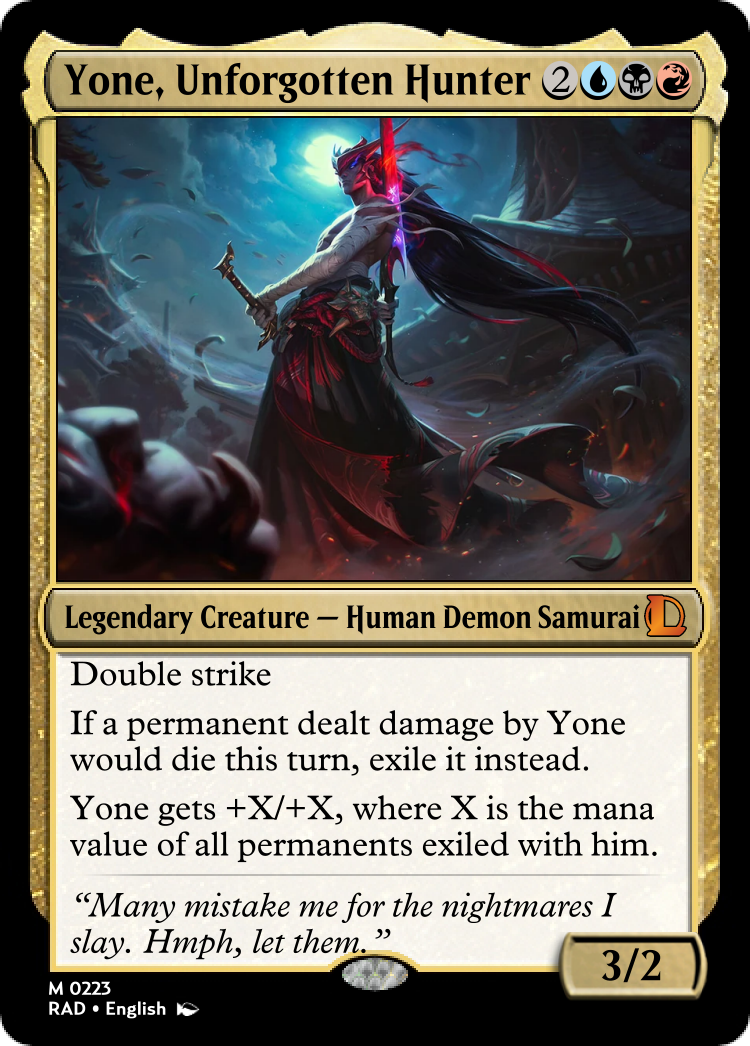 Yone, Unforgotten Hunter 2
Legendary Creature — Human Demon Samurai
Double strike
If a permanent dealt damage by Yone
would die this turn, exile it instead.
Yone gets +X/+X, where X is the mana
value of all permanents exiled with him.
“Many mistake me for the nightmares I
slay. Hmph, let them.”
3/2
M 0223
RAD • English